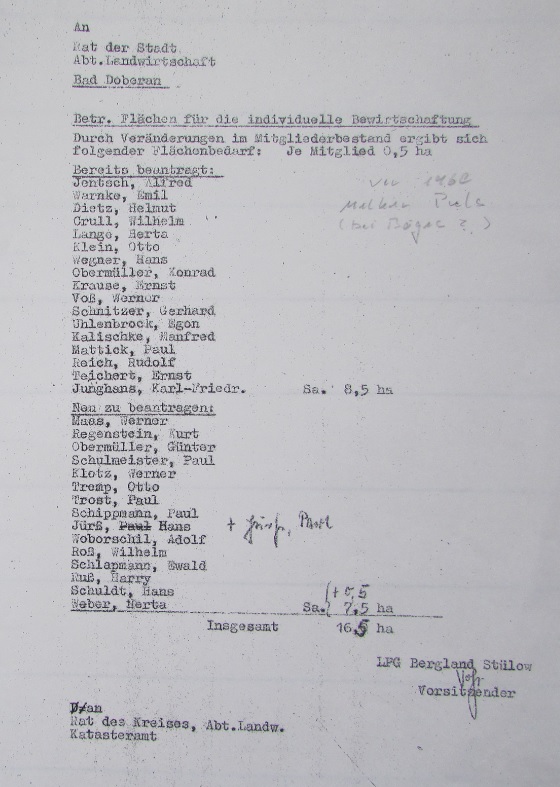 An
Rat der Stadt
Abt.Landwirtschaft
Bad Doberan
Betr. Flächen für die individuelle Bewirtschaftung
Durch Veränderungen im Mitgliederbestand ergibt sich
folgender Flächenbedarf: Je Mitglied 0,5 ha
Bereits beantragt:
Jentsch, Alfred
Warnke, Emil
Dietz, Helmut
Crull, Wilhelm
Lange, Herta
Klein, Otto
Wegner, Hans
Obermüller, Konrad
Krause, Ernst
Voß, Werner
Schnitzer, Gerhard
Uhlenbrock, Egon
Kalischke, Manfred
Mattick, Paul
Reich, Rudolf
Teichert, Ernst
Junghans, Karl-Friedr. Sa. 8,5 ha
Neu zu beantragen:
Maas, Werner
Regenstein, Kurt
Obermüller, Günter
Schulmeister, Paul
Klotz, Werner
Tremp, Otto
Trost, Paul
Schippmann, Paul
Jürß, Paul Hans +
Woborschil, Adolf
Roß, Wilhelm
Schlapmann, Ewald
Ruß, Harry
Schuldt, Hans + 0,5
Weber, Herta Sa. 7,5 ha
Insgesamt 16,5 ha
LPG Bergland Stülow
Voß
Vorsitzender
D/an
Rat des Kreises, Abt.Landw.
Katasteramt